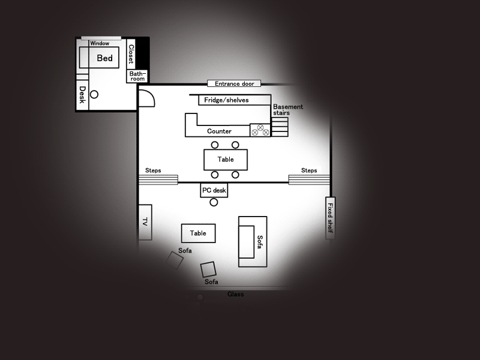 Window
Bed
Closet
Bath-
room
Desk
Entrance door
Fridge/shelves
Basement
stairs
Counter
Table
Steps
Steps
PC desk
TV
Fixed shelf
Table
Sofa
Sofa
Sofa
Glass